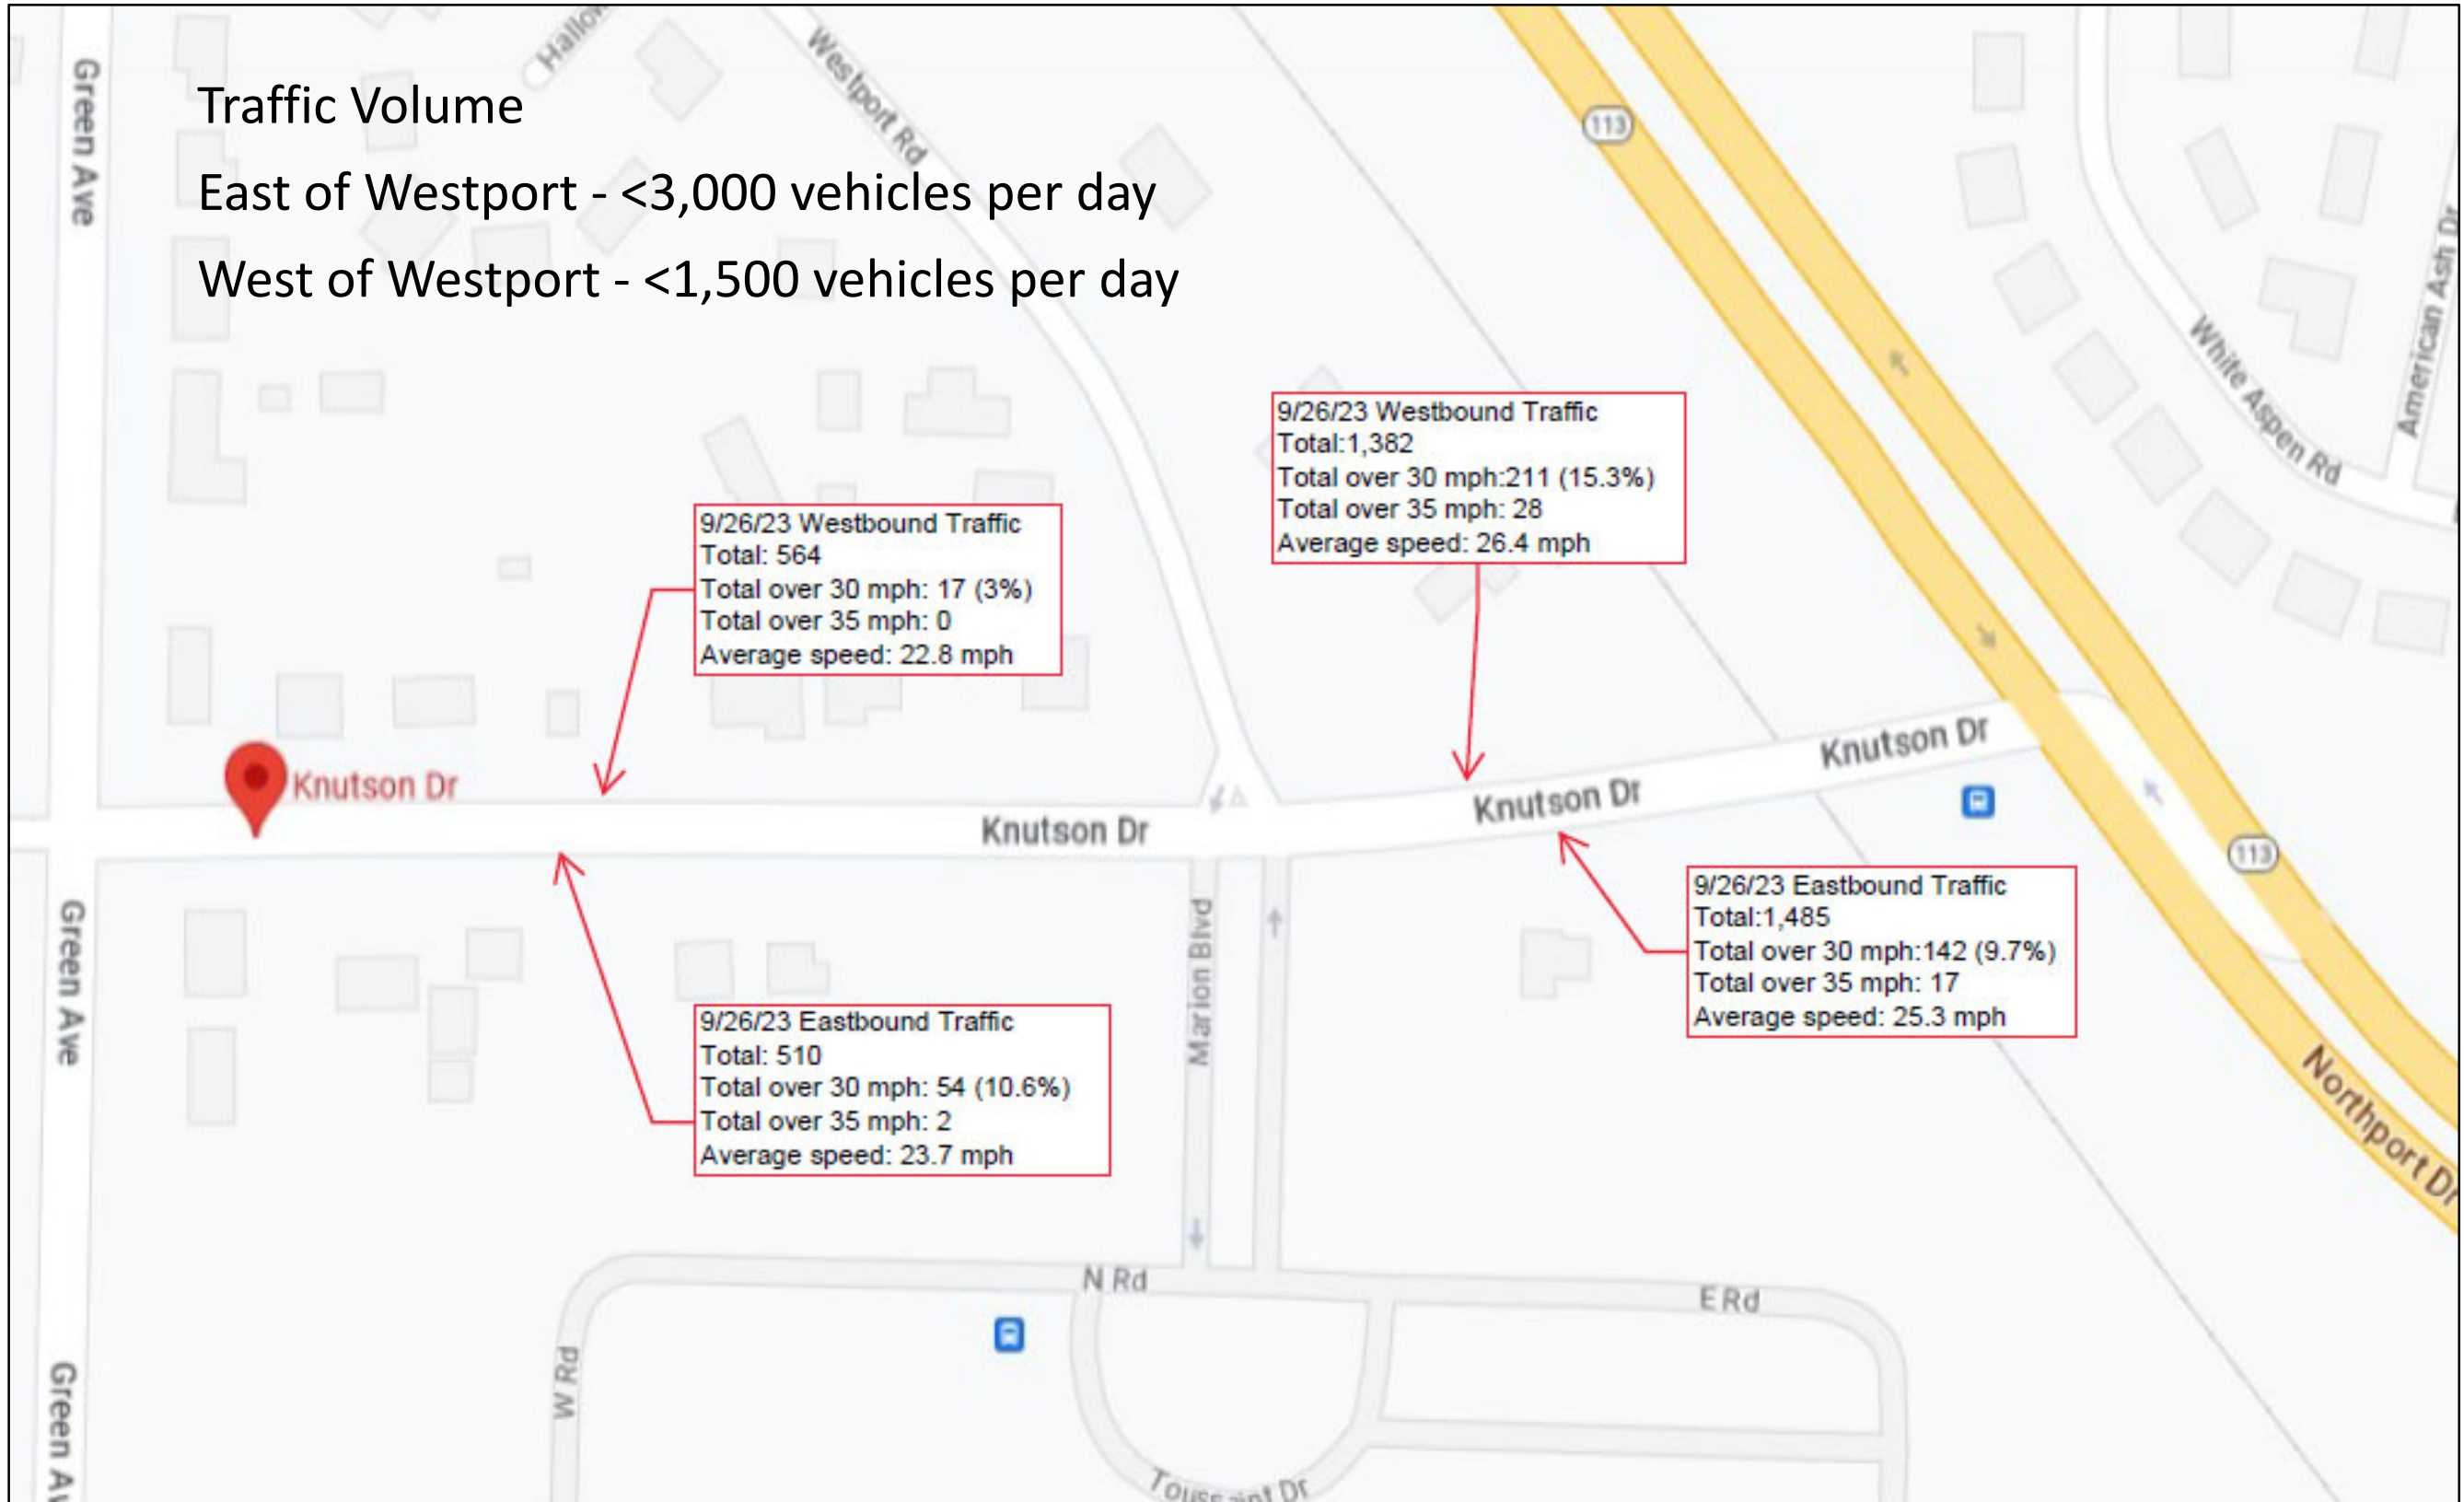 Hallow
Westport Rd
Green Ave
Traffic Volume
East of Westport - <3,000 vehicles per day
West of Westport - <1,500 vehicles per day
113
White Aspen Rd
American Ash Dr
9/26/23 Westbound Traffic
Total:1,382
Total over 30 mph:211 (15.3%)
Total over 35 mph: 28
Average speed: 26.4 mph
9/26/23 Westbound Traffic
Total: 564
Total over 30 mph: 17 (3%)
Total over 35 mph: 0
Average speed: 22.8 mph
Knutson Dr
Knutson Dr
Knutson Dr
Knutson Dr
113
9/26/23 Eastbound Traffic
Total:1,485
Total over 30 mph:142 (9.7%)
Total over 35 mph: 17
Average speed: 25.3 mph
Green Ave
Marion Blvd
9/26/23 Eastbound Traffic
Total: 510
Total over 30 mph: 54 (10.6%)
Total over 35 mph: 2
Average speed: 23.7 mph
Northport Dr
N Rd
E Rd
W Rd
Green Av
Toussaint Dr